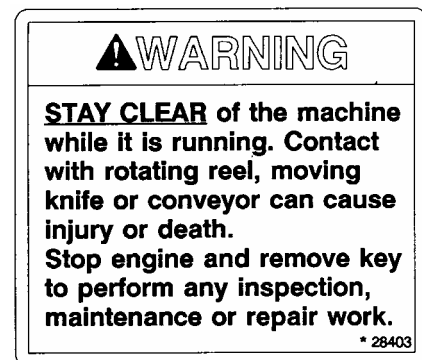 WARNING
STAY CLEAR of the machine
while it is running. Contact
with rotating reel, moving
knife or conveyor can cause
injury or death.
Stop engine and remove key
to perform any inspection,
maintenance or repair work.
* 28403